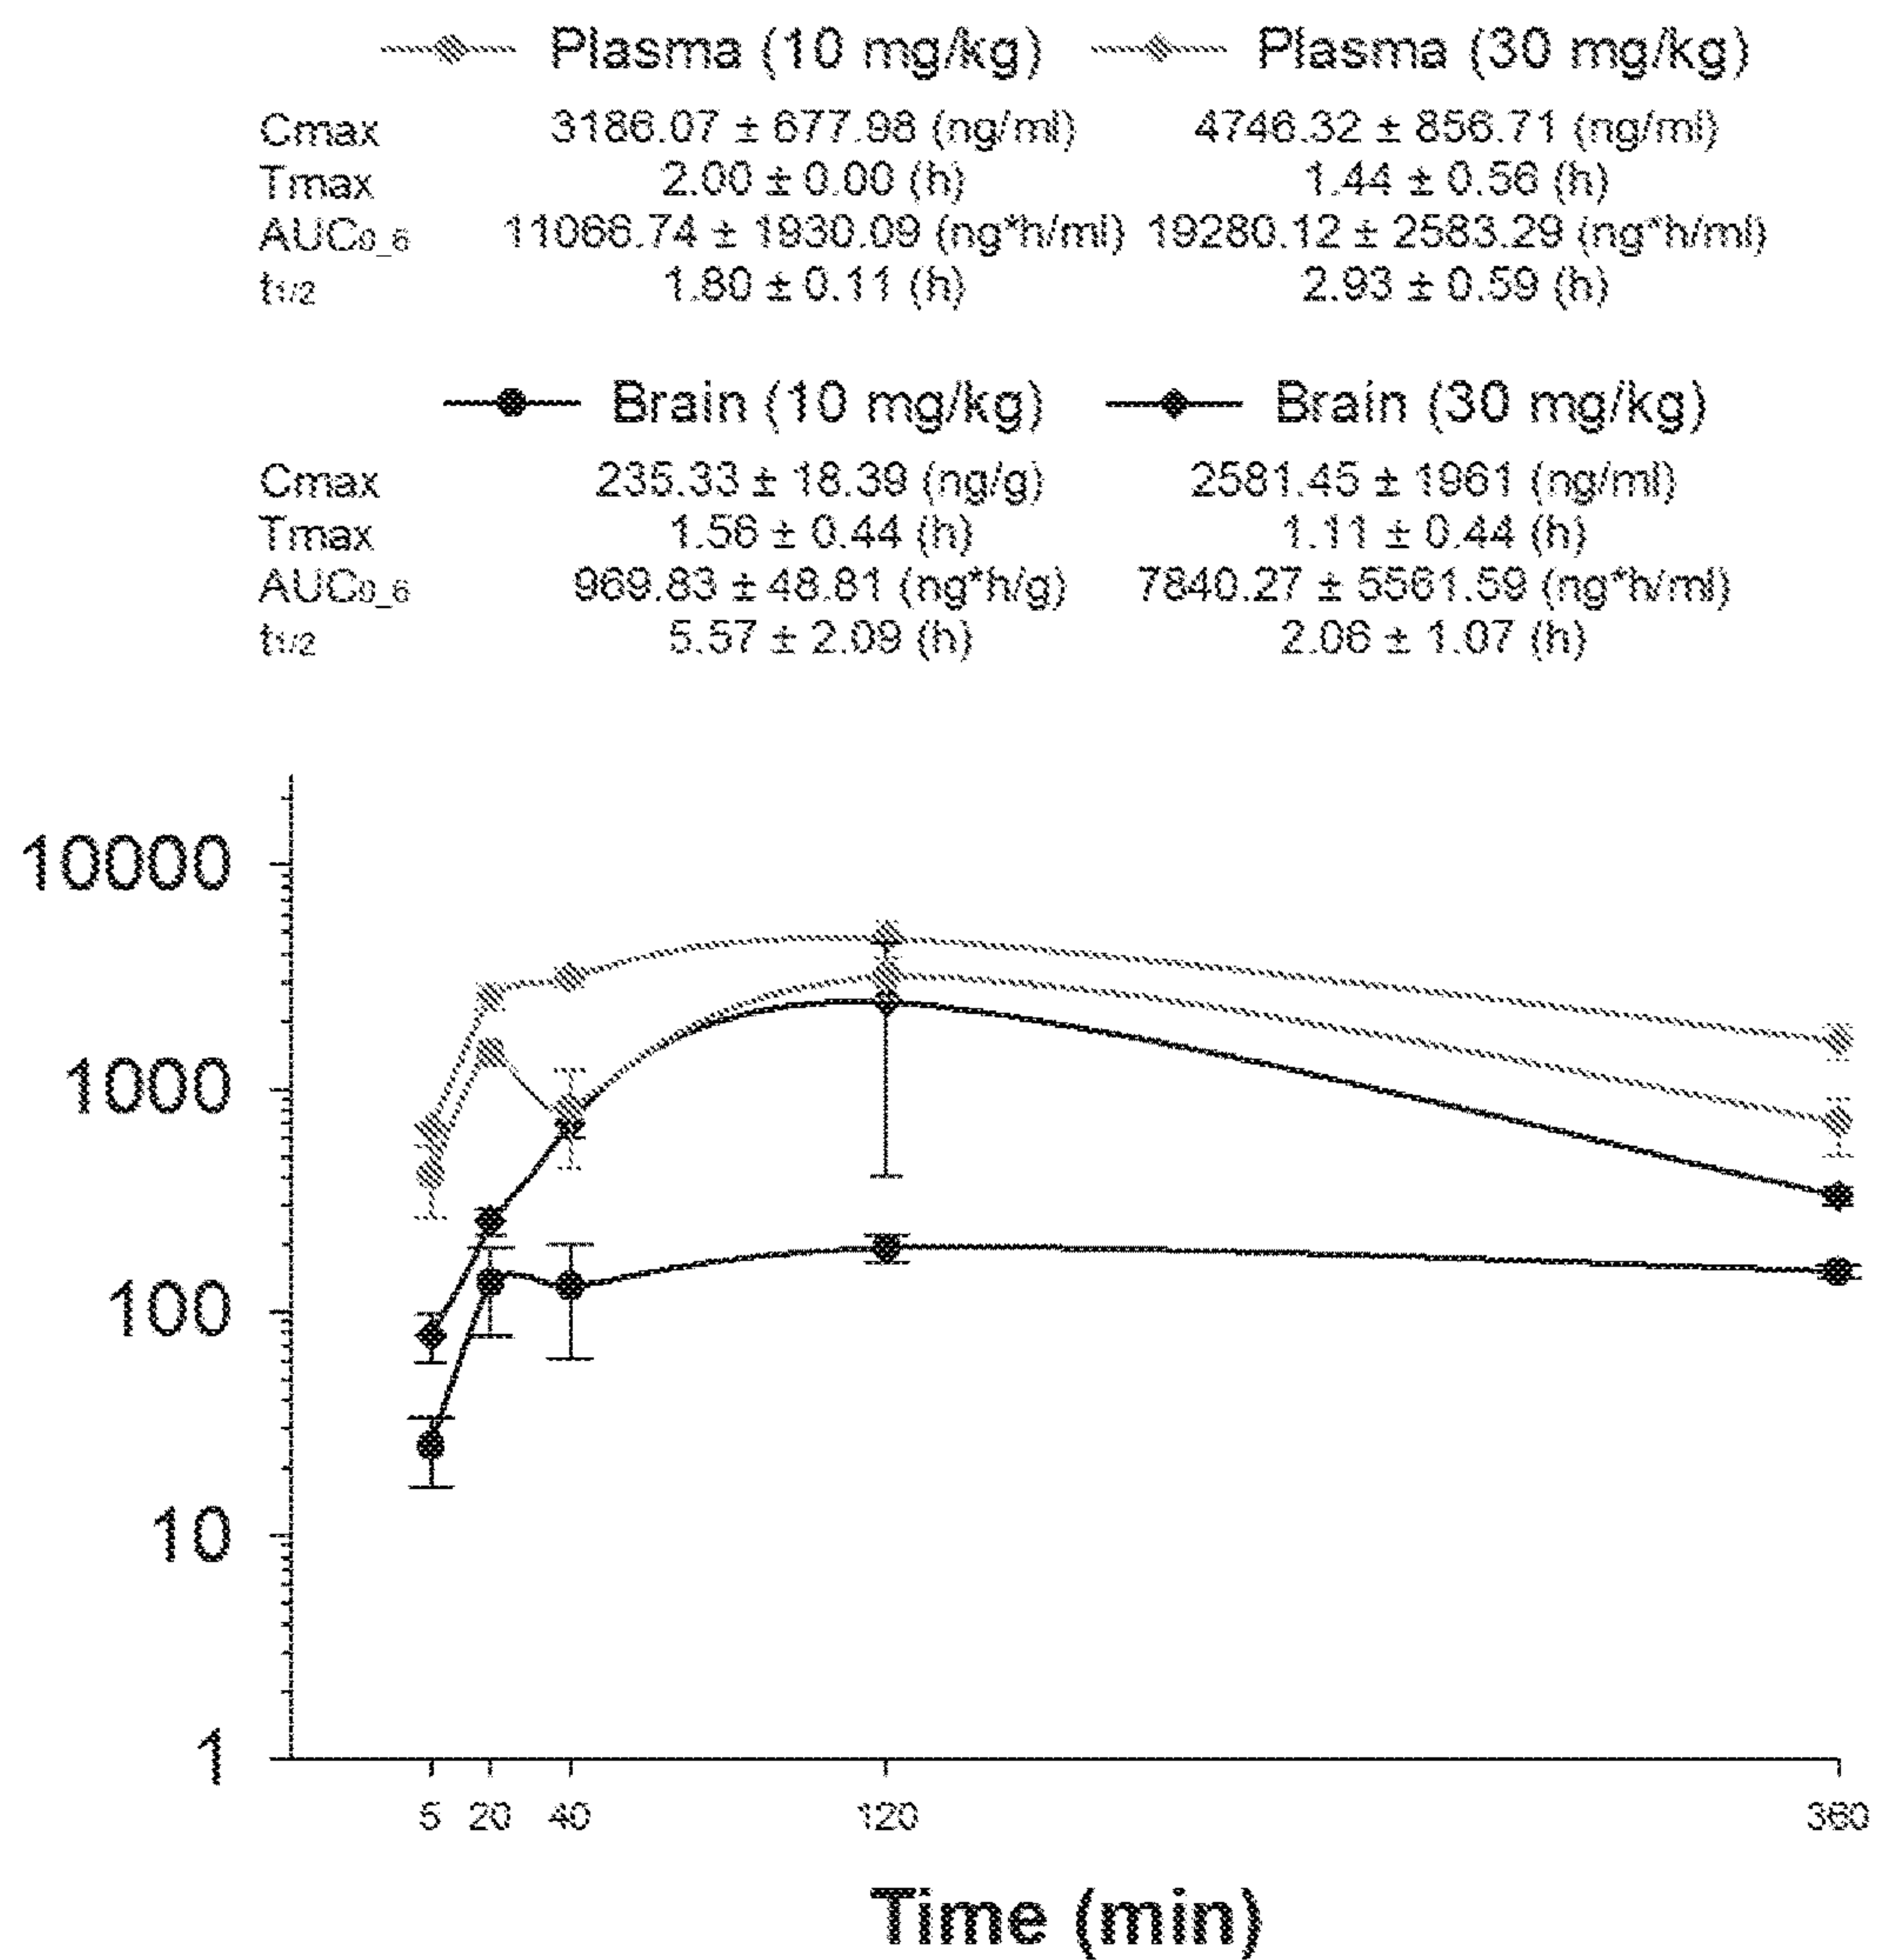 Plasma (10 mg/kg) Plasma (30 mg/kg)
Cmax 3186.07 ± 677.98 (ng/ml) 4746.32 ± 856.71 (ng/ml)
Tmax 2.00 ± 0.00 (h) 1.44 ± 0.56 (h)
AUC0_6 11066.74 ± 1930.09 (ng*h/ml) 19280.12 ± 2583.29 (ng*h/ml)
t1/2 1.80 ± 0.11 (h) 2.93 ± 0.59 (h)
Brain (10 mg/kg) Brain (30 mg/kg)
Cmax 235.33 ± 18.39 (ng/g) 2581.45 ± 1961 (ng/ml)
Tmax 1.56 ± 0.44 (h) 1.11 ± 0.44 (h)
AUC0_6 969.83 ± 48.81 (ng*h/g) 7840.27 ± 5561.59 (ng*h/ml)
t1/2 5.57 ± 2.09 (h) 2.06 ± 1.07 (h)
10000
1000
100
10
1
5 20 40 120 360
Time (min)